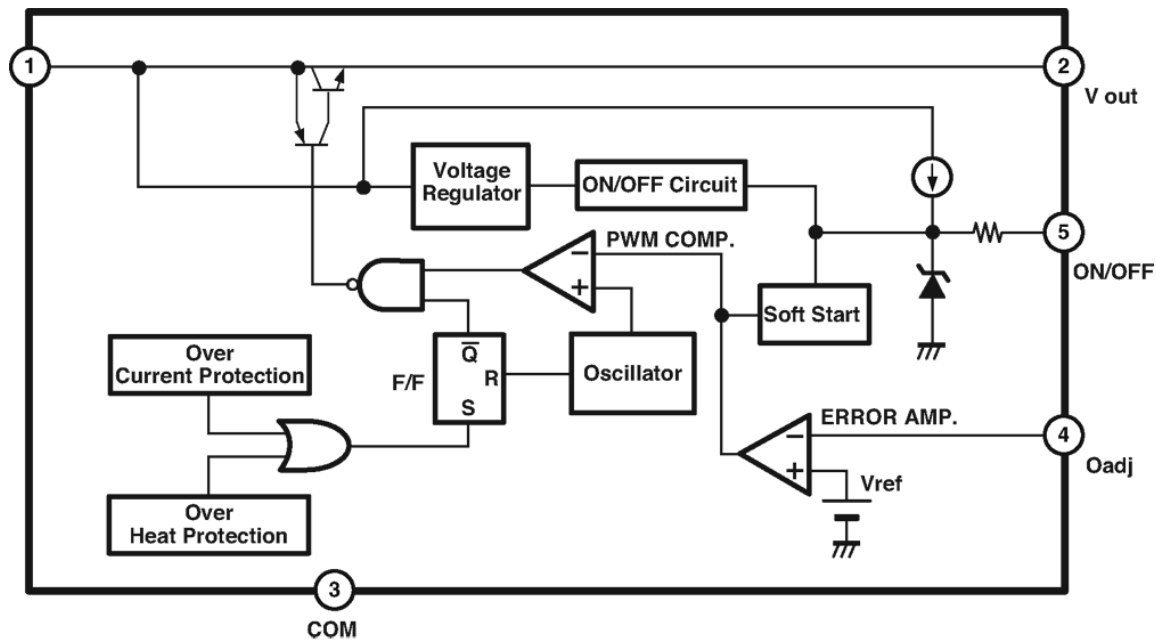 1
2
V out
Voltage
Regulator
ON/OFF Circuit
5
ON/OFF
PWM COMP.
−
+
Soft Start
Over
Current Protection
Q̅
F/F
R
S
Oscillator
ERROR AMP.
−
+
4
Oadj
Vref
Over
Heat Protection
3
COM